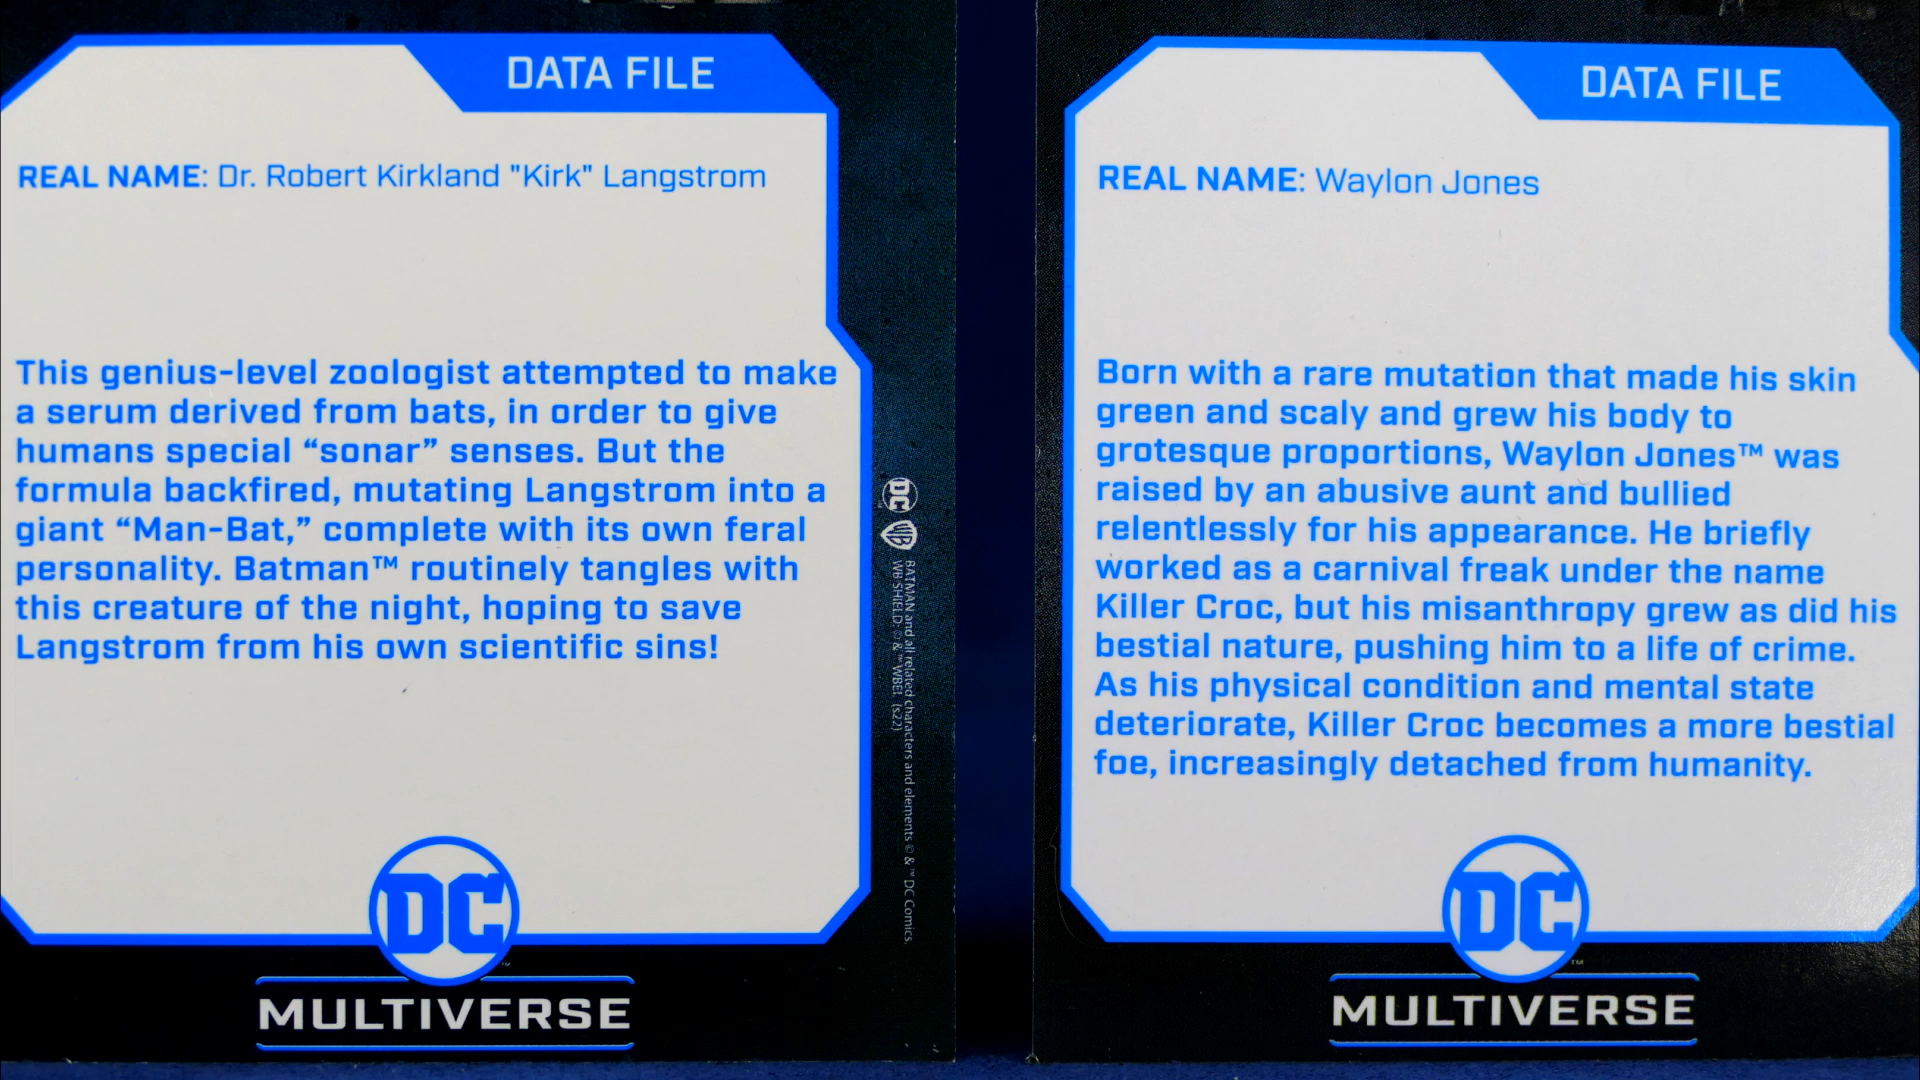 DATA FILE
REAL NAME: Dr. Robert Kirkland "Kirk" Langstrom
This genius-level zoologist attempted to make
a serum derived from bats, in order to give
humans special “sonar” senses. But the
formula backfired, mutating Langstrom into a
giant “Man-Bat,” complete with its own feral
personality. Batman™ routinely tangles with
this creature of the night, hoping to save
Langstrom from his own scientific sins!
DC
™
MULTIVERSE
DC
WB
BATMAN and all related characters and elements © & ™ DC Comics.
WB SHIELD: © & ™ WBEI. (s22)
DATA FILE
REAL NAME: Waylon Jones
Born with a rare mutation that made his skin
green and scaly and grew his body to
grotesque proportions, Waylon Jones™ was
raised by an abusive aunt and bullied
relentlessly for his appearance. He briefly
worked as a carnival freak under the name
Killer Croc, but his misanthropy grew as did his
bestial nature, pushing him to a life of crime.
As his physical condition and mental state
deteriorate, Killer Croc becomes a more bestial
foe, increasingly detached from humanity.
DC
™
MULTIVERSE